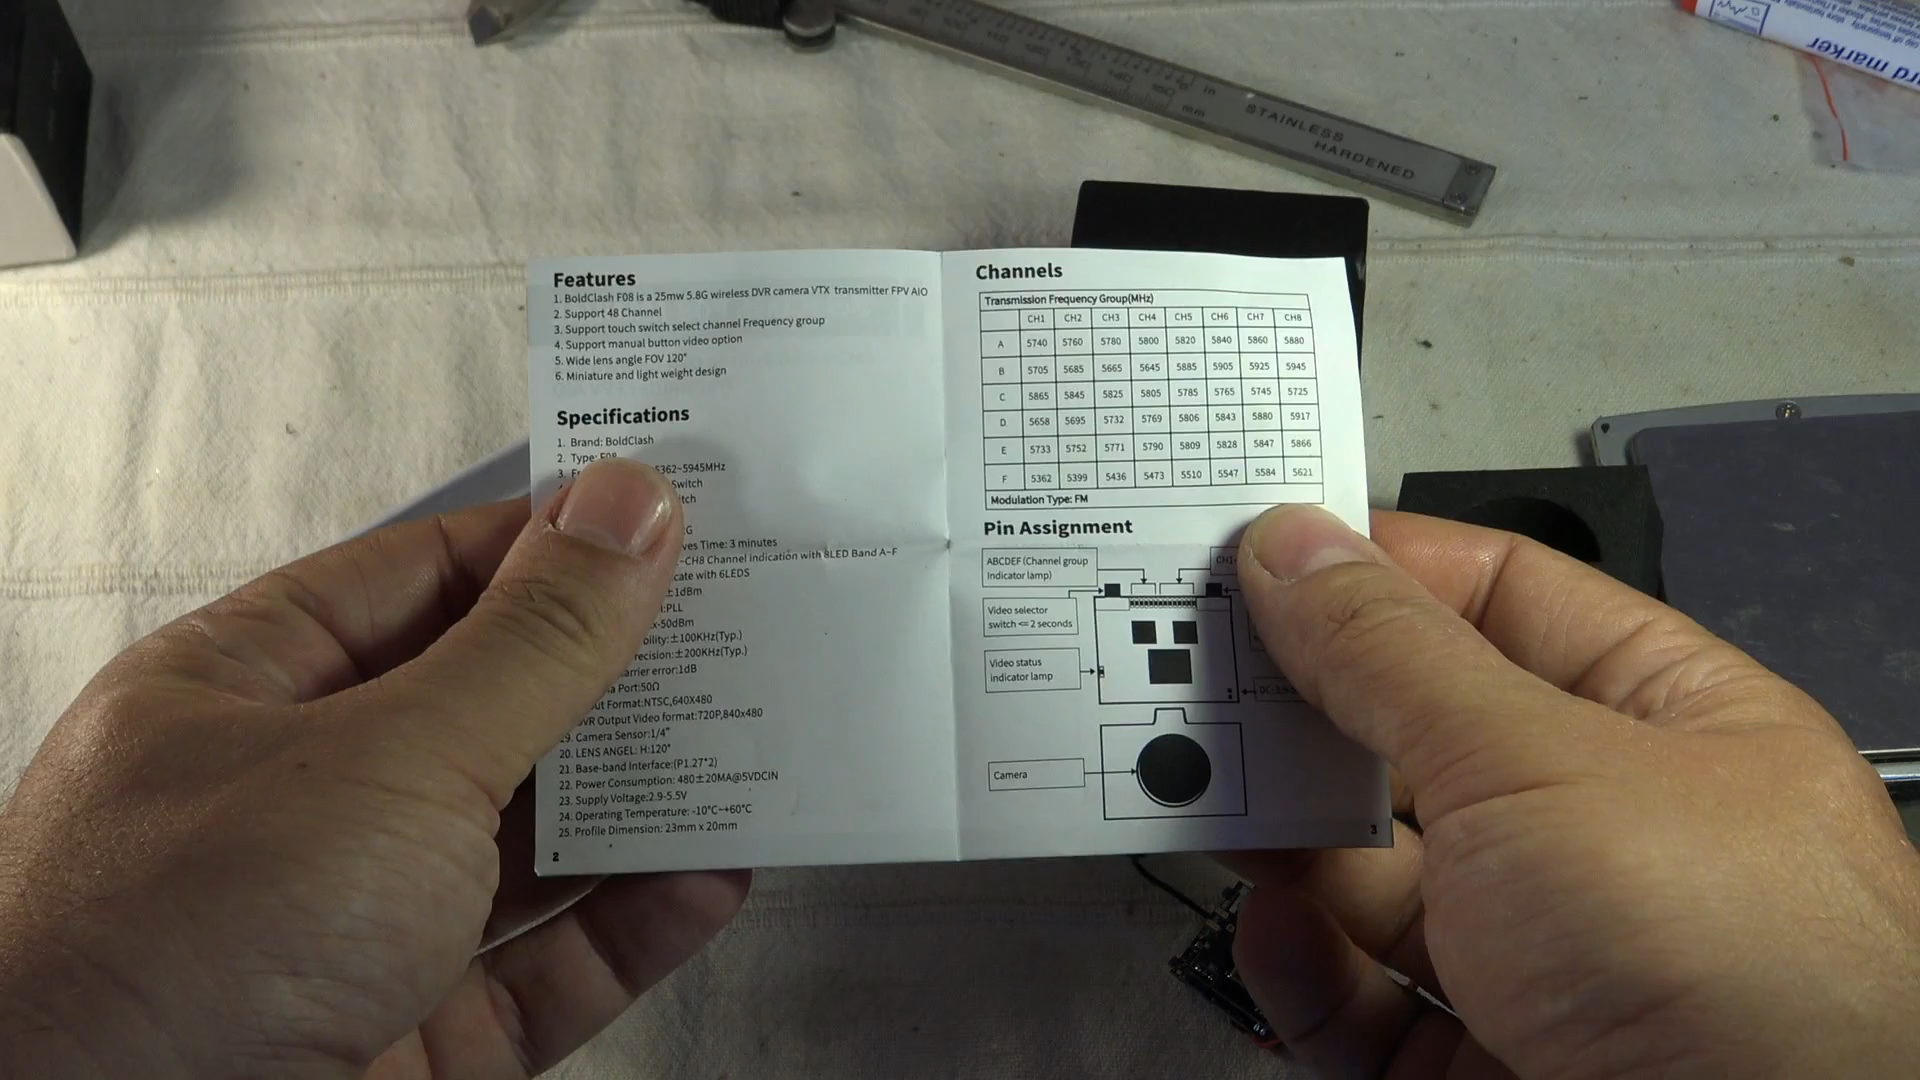 in
mm
STAINLESS
HARDENED
rd marker
Features
1. BoldClash F08 is a 25mw 5.8G wireless DVR camera VTX transmitter FPV AIO
2. Support 48 Channel
3. Support touch switch select channel Frequency group
4. Support manual button video option
5. Wide lens angle FOV 120°
6. Miniature and light weight design
Specifications
1. Brand: BoldClash
2. Type: F08
3. 5362~5945MHz
Switch
G
Time: 3 minutes
~CH8 Channel indication with 8LED Band A~F
with 6LEDS
±1dBm
:PLL
-50dBm
:±100KHz(Typ.)
:±200KHz(Typ.)
error:1dB
Port:50Ω
Format:NTSC,640X480
DVR Output Video format:720P,840x480
19. Camera Sensor:1/4"
20. LENS ANGEL: H:120°
21. Base-band Interface:(P1.27*2)
22. Power Consumption: 480±20MA@5VDCIN
23. Supply Voltage:2.9-5.5V
24. Operating Temperature: -10°C~+60°C
25. Profile Dimension: 23mm x 20mm
2
Channels
Transmission Frequency Group(MHz)
CH1 CH2 CH3 CH4 CH5 CH6 CH7 CH8
A 5740 5760 5780 5800 5820 5840 5860 5880
B 5705 5685 5665 5645 5885 5905 5925 5945
C 5865 5845 5825 5805 5785 5765 5745 5725
D 5658 5695 5732 5769 5806 5843 5880 5917
E 5733 5752 5771 5790 5809 5828 5847 5866
F 5362 5399 5436 5473 5510 5547 5584 5621
Modulation Type: FM
Pin Assignment
ABCDEF (Channel group
Indicator lamp)
CH1
Video selector
switch <= 2 seconds
Video status
indicator lamp
Camera
3